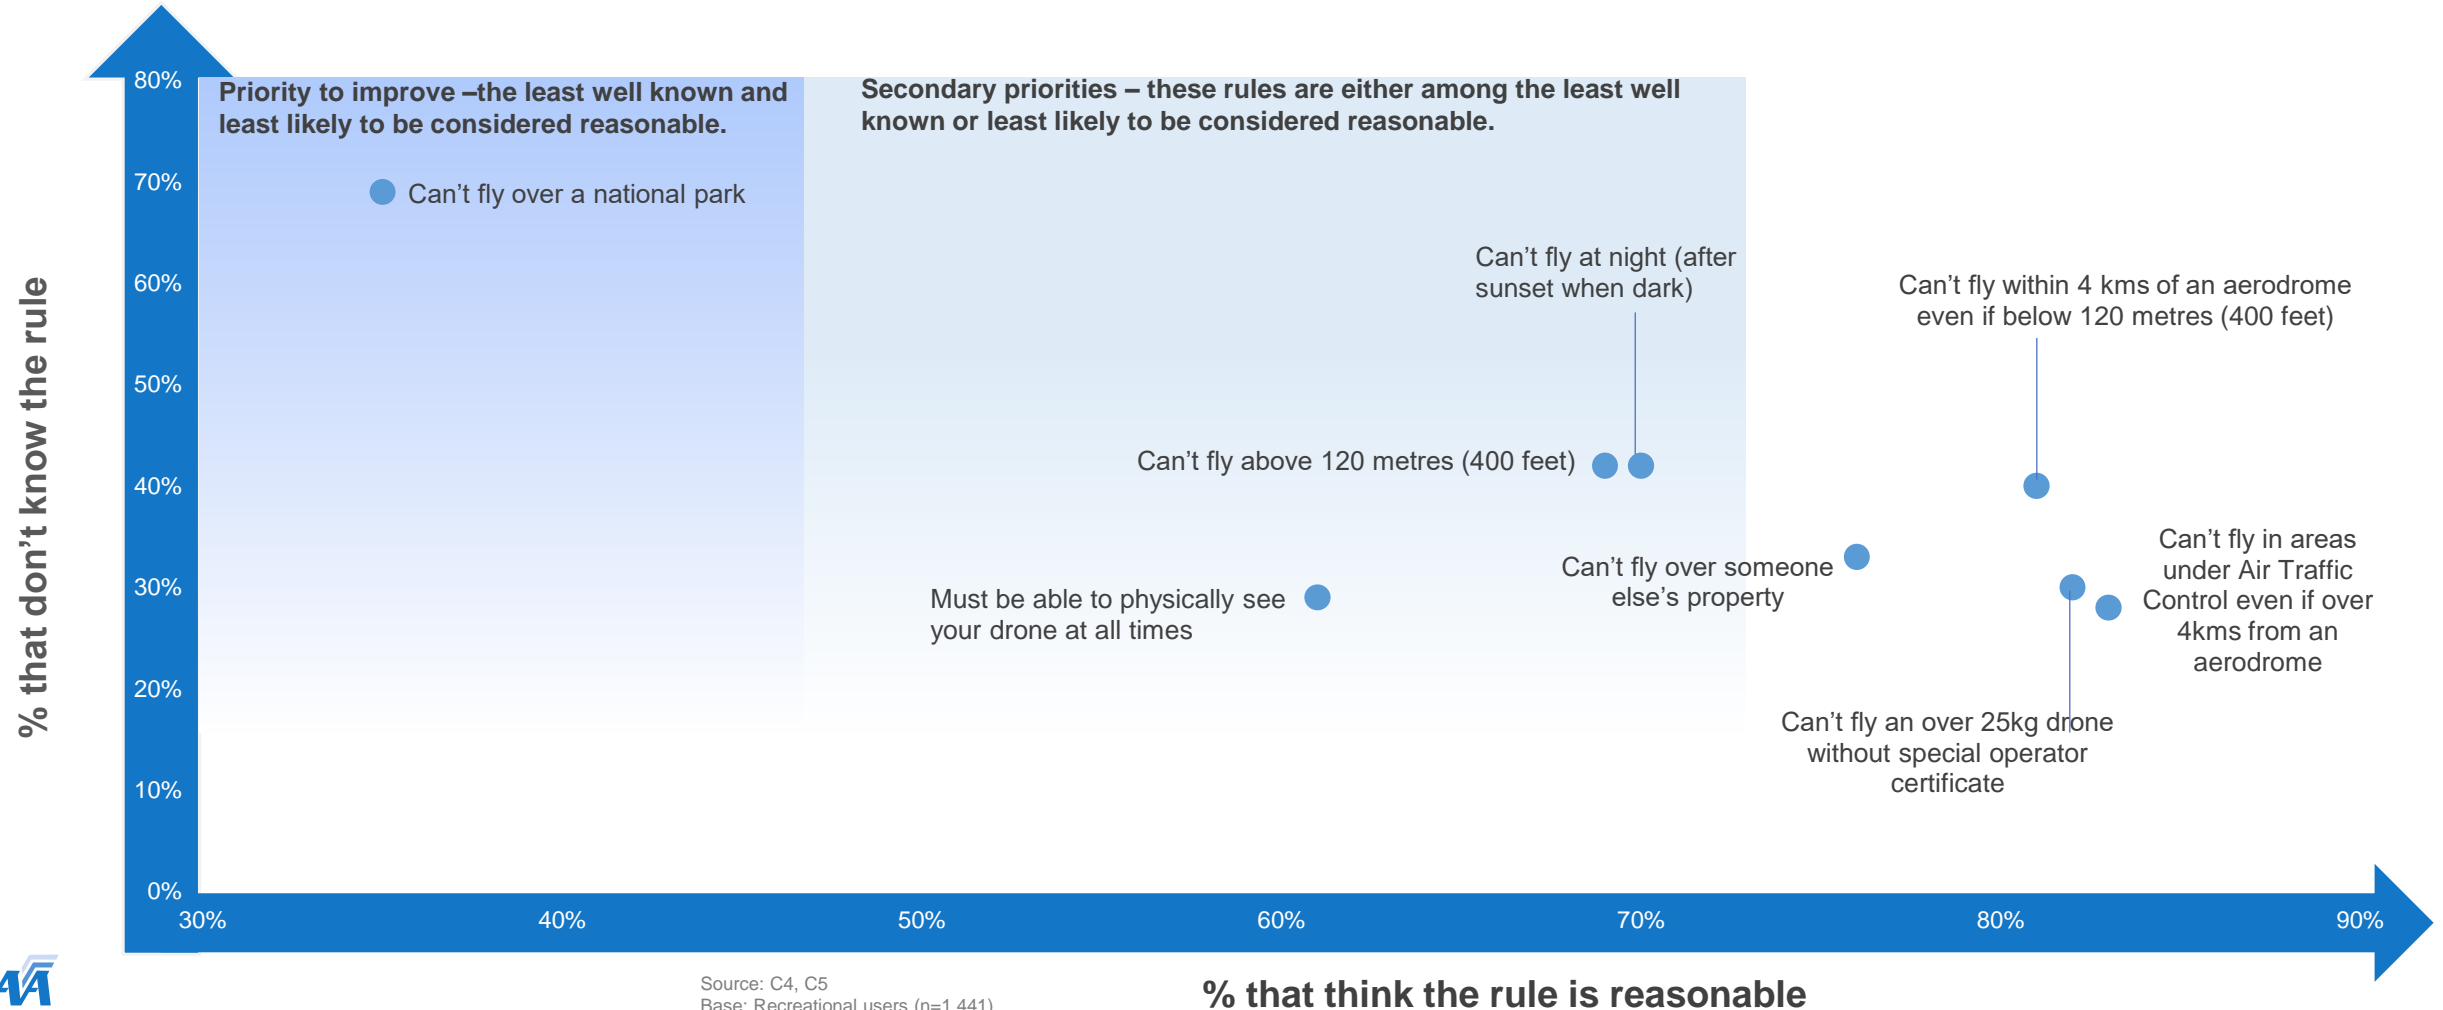 80%
70%
60%
50%
40%
30%
20%
10%
0%
% that don’t know the rule
Priority to improve –the least well known and
least likely to be considered reasonable.
Secondary priorities – these rules are either among the least well
known or least likely to be considered reasonable.
Can’t fly over a national park
Can’t fly at night (after
sunset when dark)
Can’t fly within 4 kms of an aerodrome
even if below 120 metres (400 feet)
Can’t fly above 120 metres (400 feet)
Must be able to physically see
your drone at all times
Can’t fly over someone
else’s property
Can’t fly in areas
under Air Traffic
Control even if over
4kms from an
aerodrome
Can’t fly an over 25kg drone
without special operator
certificate
30%
40%
50%
60%
70%
80%
90%
% that think the rule is reasonable
Source: C4, C5
Base: Recreational users (n=1,441)